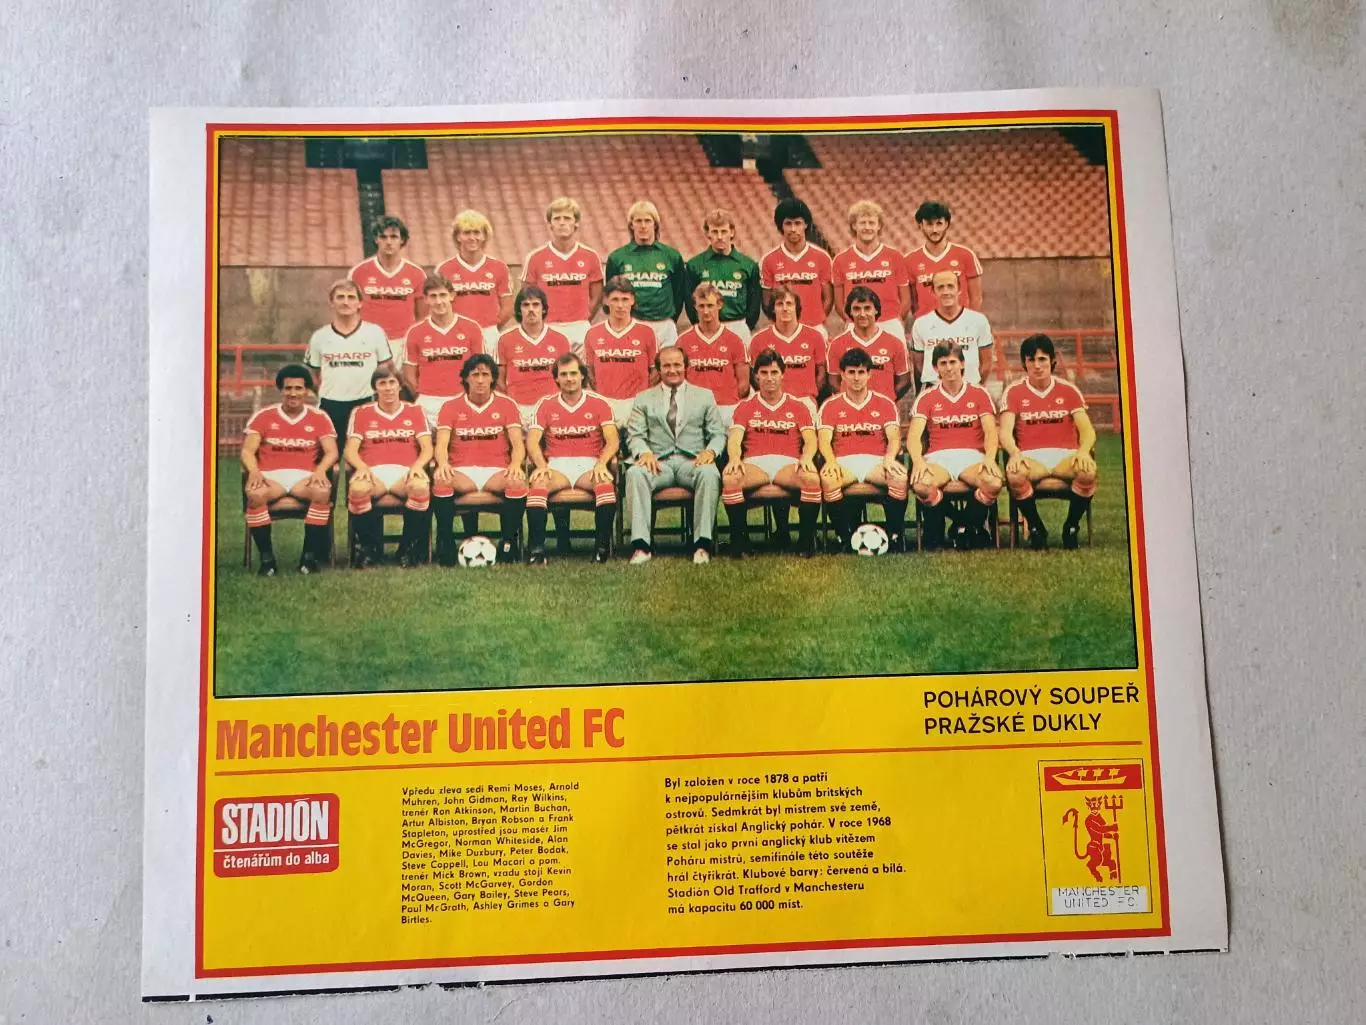 SHARP
ELECTRONICS
Manchester United FC
POHÁROVÝ SOUPEŘ
PRAŽSKÉ DUKLY
STADIÓN
čtenářům do alba
Vpředu zleva sedí Remi Moses, Arnold
Muhren, John Gidman, Ray Wilkins,
trenér Ron Atkinson, Martin Buchan,
Artur Albiston, Bryan Robson a Frank
Stapleton, uprostřed jsou masér Jim
McGregor, Norman Whiteside, Alan
Davies, Mike Duxbury, Peter Bodak,
Steve Coppell, Lou Macari a pom.
trenér Mick Brown, vzadu stojí Kevin
Moran, Scott McGarvey, Gordon
McQueen, Gary Bailey, Steve Pears,
Paul McGrath, Ashley Grimes a Gary
Birtles.
Byl založen v roce 1878 a patří
k nejpopulárnějším klubům britských
ostrovů. Sedmkrát byl mistrem své země,
pětkrát získal Anglický pohár. V roce 1968
se stal jako první anglický klub vítězem
Poháru mistrů, semifinále této soutěže
hrál čtyřikrát. Klubové barvy: červená a bílá.
Stadión Old Trafford v Manchesteru
má kapacitu 60 000 míst.
MANCHESTER
UNITED F.C.